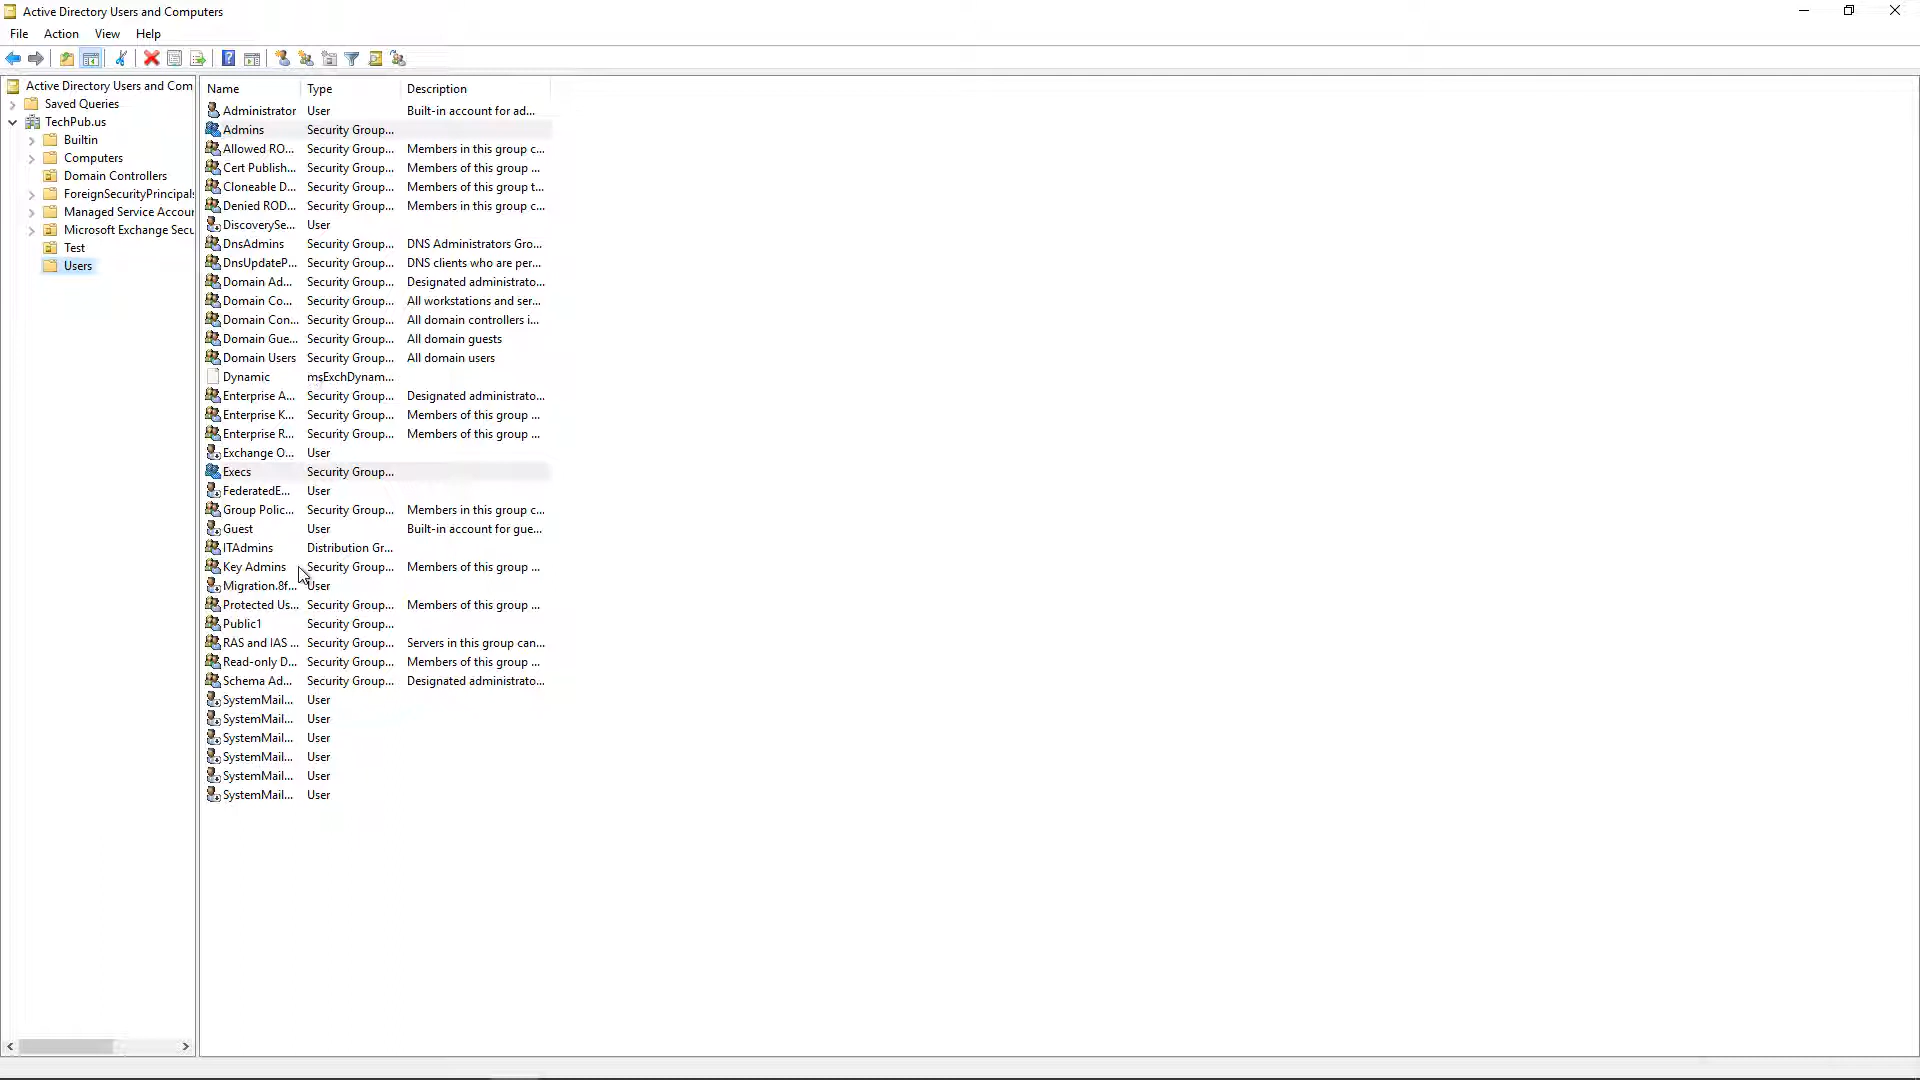 Active Directory Users and Computers
File Action View Help
Active Directory Users and Com
Saved Queries
TechPub.us
Builtin
Computers
Domain Controllers
ForeignSecurityPrincipals
Managed Service Accour
Microsoft Exchange Secu
Test
Users
Name Type Description
Administrator User Built-in account for ad...
Admins Security Group...
Allowed RO... Security Group... Members in this group c...
Cert Publish... Security Group... Members of this group ...
Cloneable D... Security Group... Members of this group t...
Denied ROD... Security Group... Members in this group c...
DiscoverySe... User
DnsAdmins Security Group... DNS Administrators Gro...
DnsUpdateP... Security Group... DNS clients who are per...
Domain Ad... Security Group... Designated administrato...
Domain Co... Security Group... All workstations and ser...
Domain Con... Security Group... All domain controllers i...
Domain Gue... Security Group... All domain guests
Domain Users Security Group... All domain users
Dynamic msExchDynam...
Enterprise A... Security Group... Designated administrato...
Enterprise K... Security Group... Members of this group ...
Enterprise R... Security Group... Members of this group ...
Exchange O... User
Execs Security Group...
FederatedE... User
Group Polic... Security Group... Members in this group c...
Guest User Built-in account for gue...
ITAdmins Distribution Gr...
Key Admins Security Group... Members of this group ...
Migration.8f... User
Protected Us... Security Group... Members of this group ...
Public1 Security Group...
RAS and IAS ... Security Group... Servers in this group can...
Read-only D... Security Group... Members of this group ...
Schema Ad... Security Group... Designated administrato...
SystemMail... User
SystemMail... User
SystemMail... User
SystemMail... User
SystemMail... User
SystemMail... User